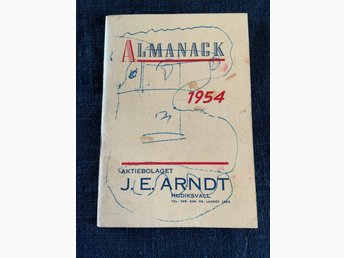 ALMANACK
1954
AKTIEBOLAGET
J. E. ARNDT
HUDIKSVALL